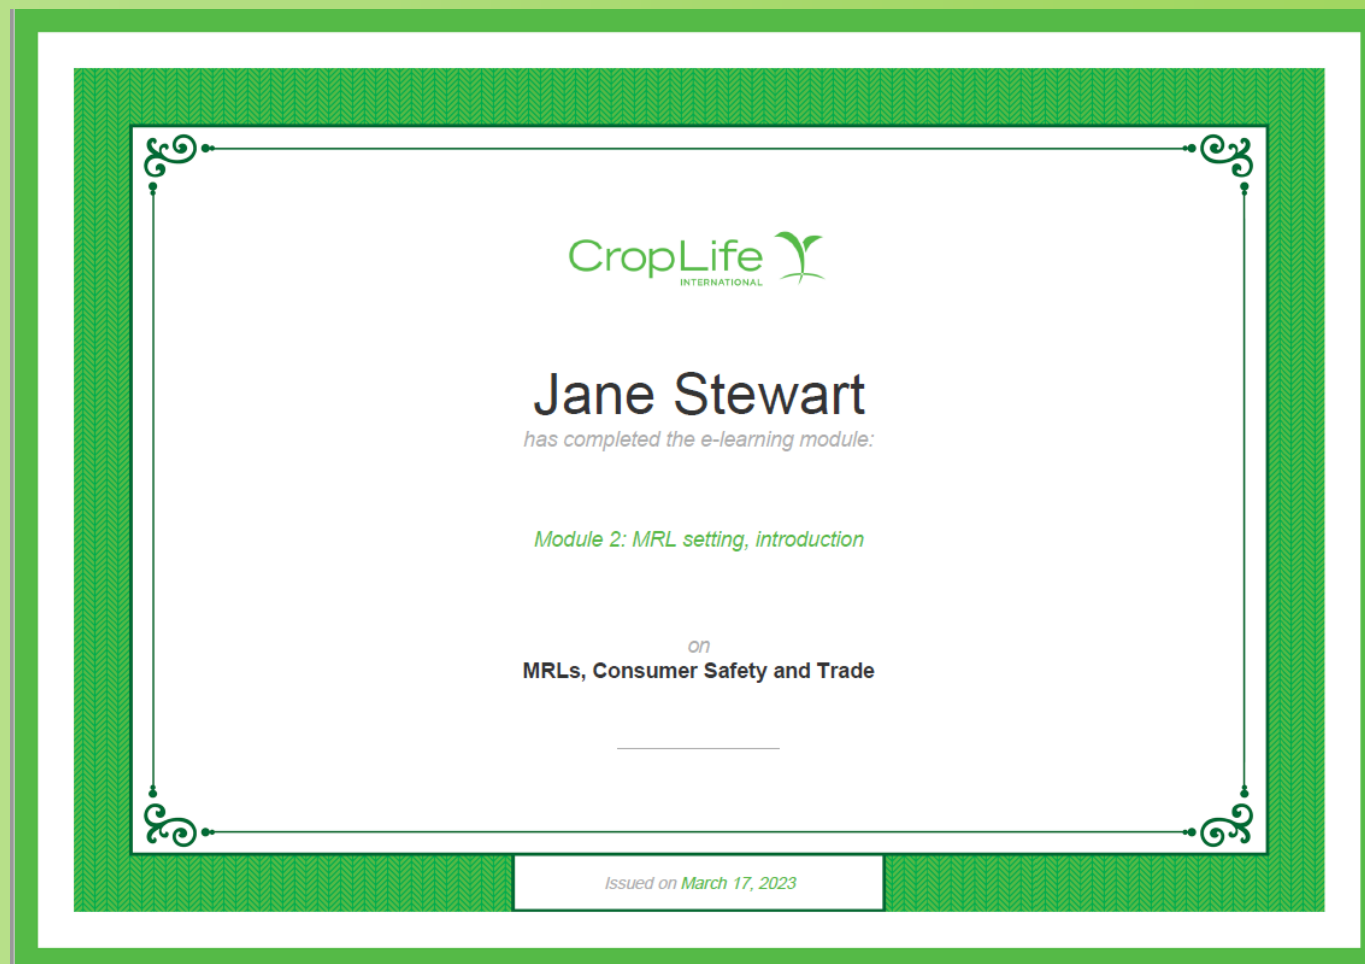 CropLife
INTERNATIONAL
Jane Stewart
has completed the e-learning module:
Module 2: MRL setting, introduction
on
MRLs, Consumer Safety and Trade
Issued on March 17, 2023